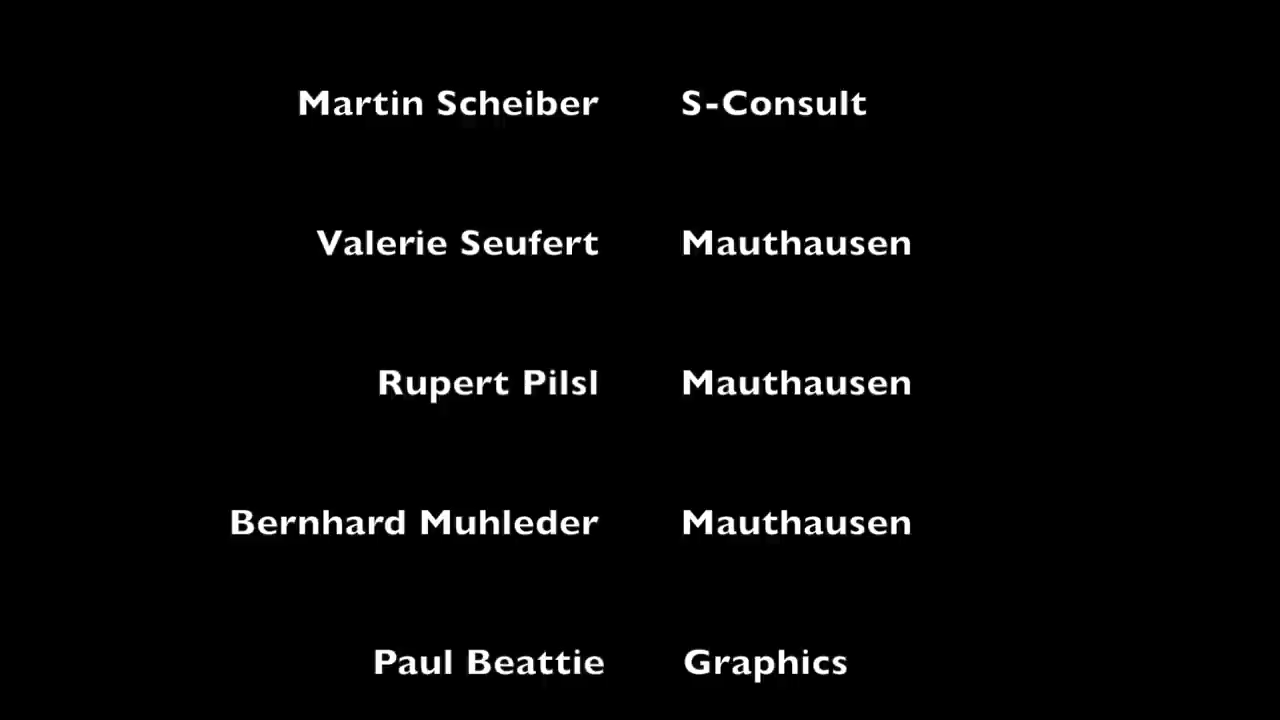 Martin Scheiber S-Consult
Valerie Seufert Mauthausen
Rupert Pilsl Mauthausen
Bernhard Muhleder Mauthausen
Paul Beattie Graphics